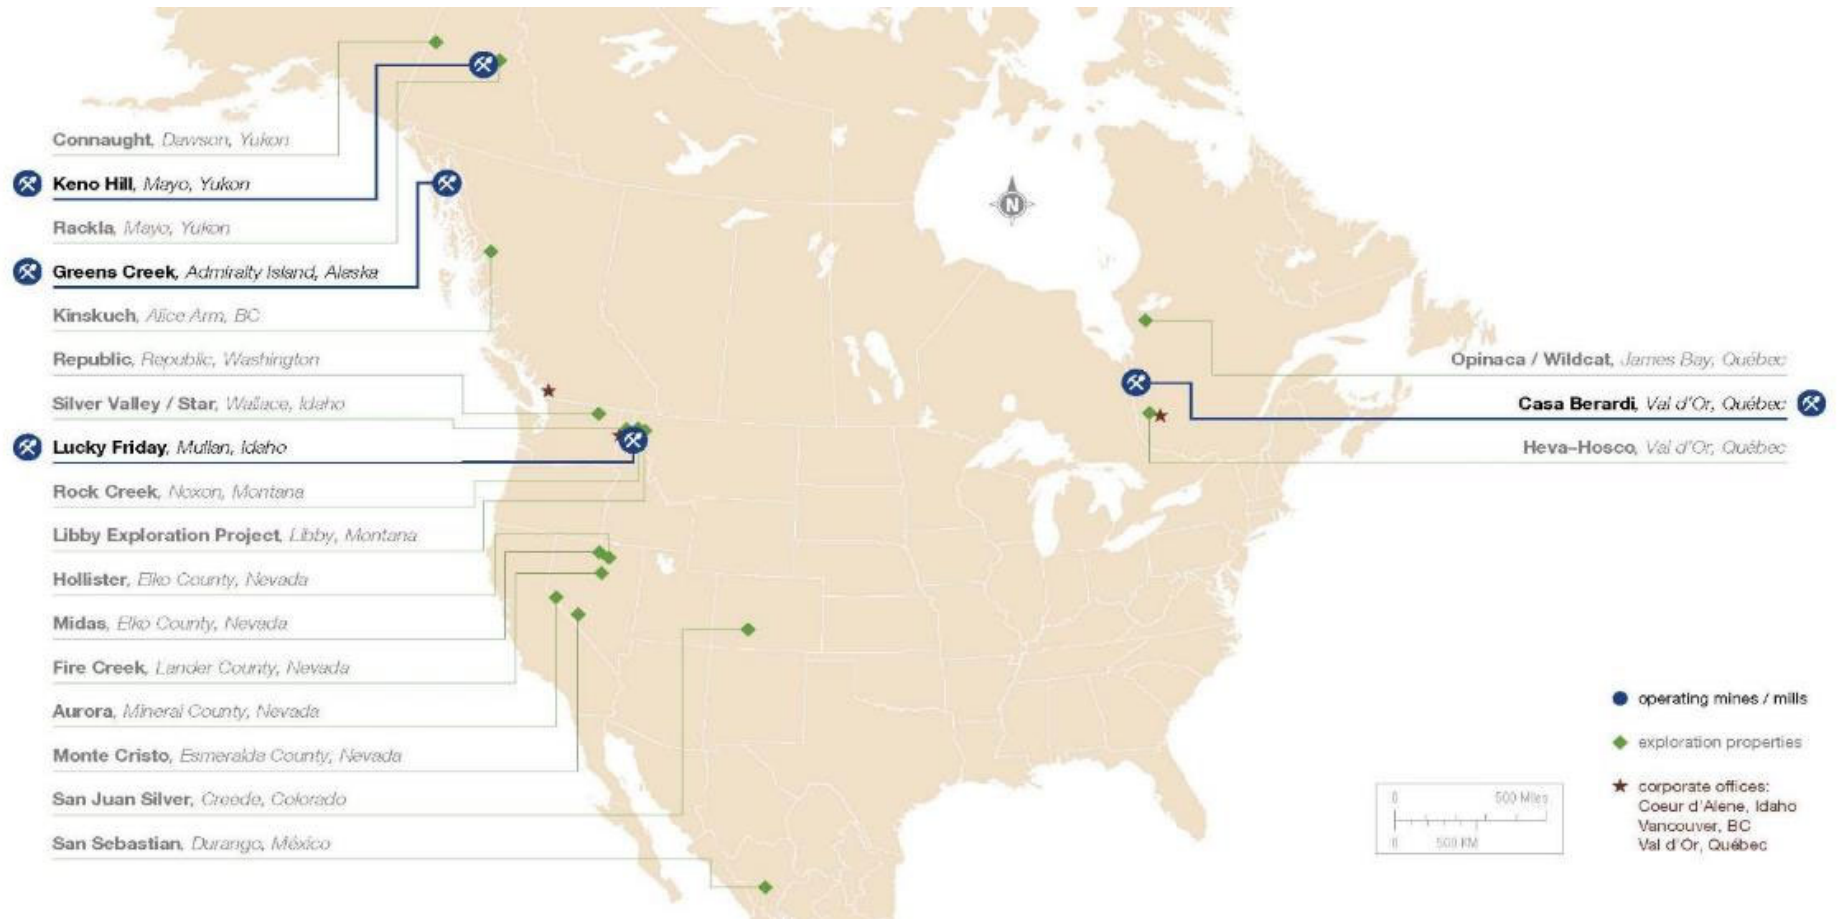 Connaught, Dawson, Yukon
Keno Hill, Mayo, Yukon
Rackla, Mayo, Yukon
Greens Creek, Admiralty Island, Alaska
Kinskuch, Alice Arm, BC
Republic, Republic, Washington
Silver Valley / Star, Wallace, Idaho
Lucky Friday, Mullan, Idaho
Rock Creek, Noxon, Montana
Libby Exploration Project, Libby, Montana
Hollister, Elko County, Nevada
Midas, Elko County, Nevada
Fire Creek, Lander County, Nevada
Aurora, Mineral County, Nevada
Monte Cristo, Esmeralda County, Nevada
San Juan Silver, Creede, Colorado
San Sebastian, Durango, México
N
Opinaca / Wildcat, James Bay, Québec
Casa Berardi, Val d'Or, Québec
Heva-Hosco, Val d'Or, Québec
operating mines / mills
exploration properties
corporate offices:
Coeur d'Alene, Idaho
Vancouver, BC
Val d'Or, Québec
0 500 Miles
0 500 KM